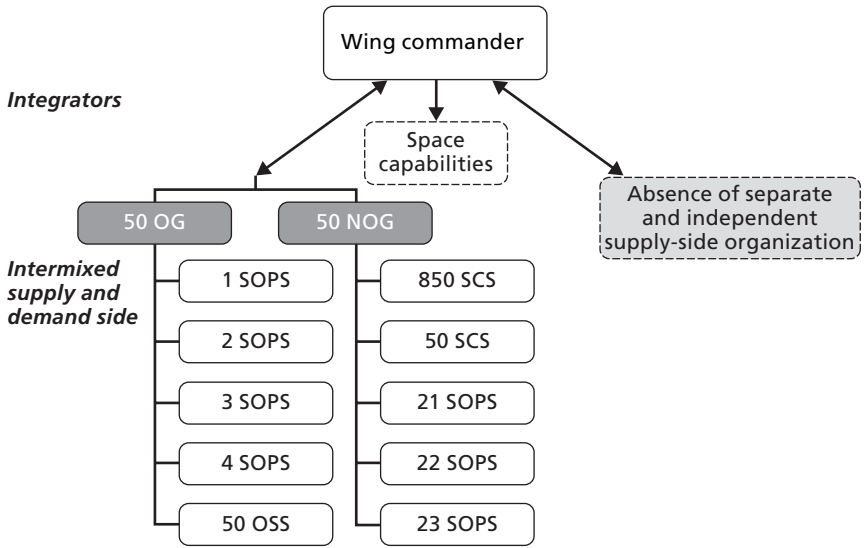 Wing commander
Integrators
Space
capabilities
Absence of separate
and independent
supply-side organization
50 OG
50 NOG
Intermixed
supply and
demand side
1 SOPS
850 SCS
2 SOPS
50 SCS
3 SOPS
21 SOPS
4 SOPS
22 SOPS
50 OSS
23 SOPS